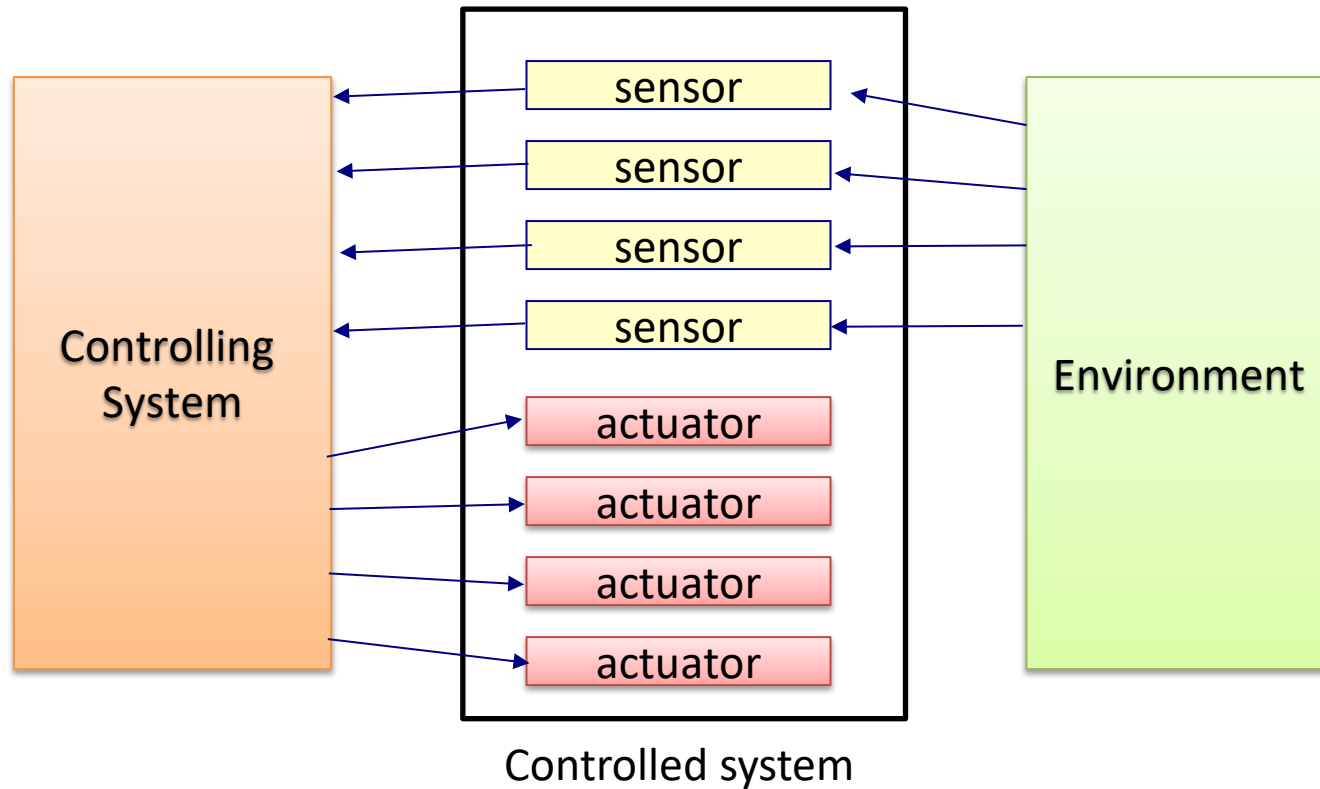 Controlling
System
sensor
sensor
sensor
sensor
actuator
actuator
actuator
actuator
Environment
Controlled system